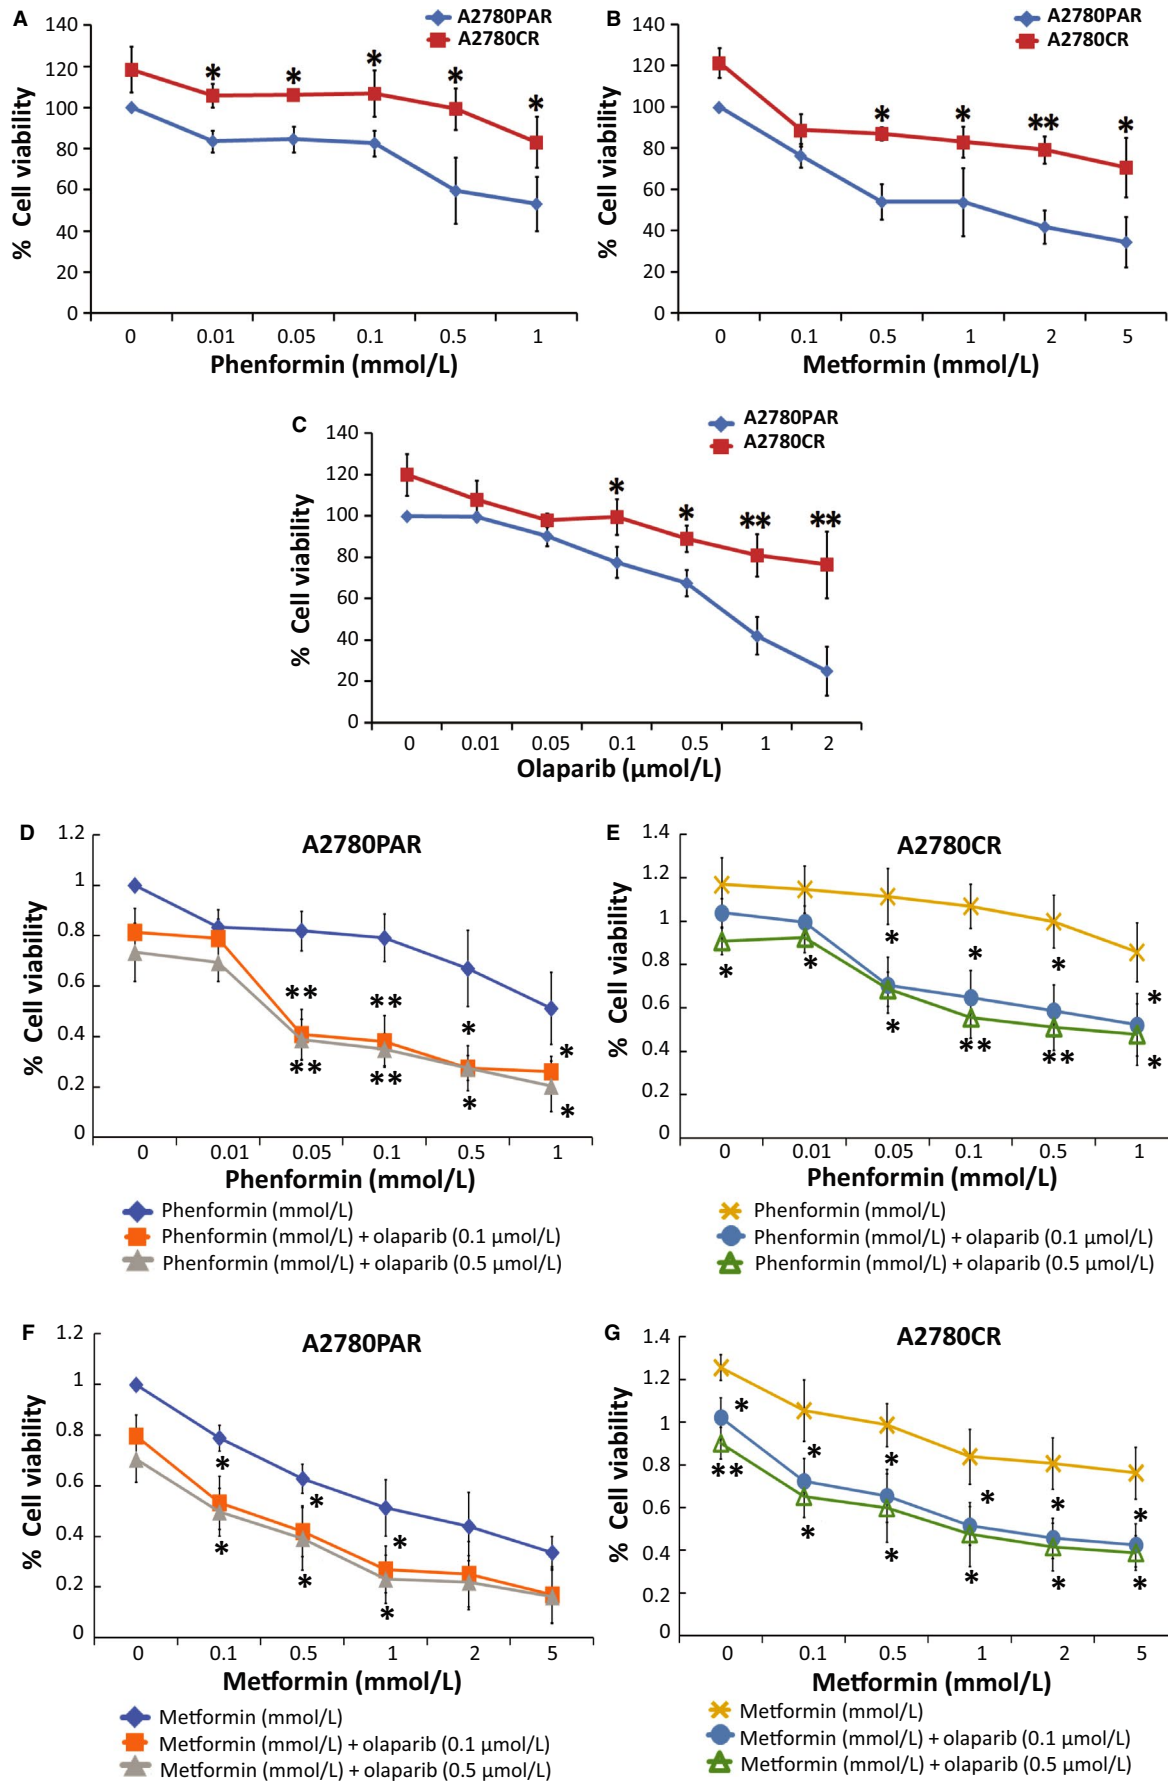 A
A2780PAR
A2780CR
140
120
100
80
60
40
20
0
% Cell viability
* * * * *
0 0.01 0.05 0.1 0.5 1
Phenformin (mmol/L)
B
A2780PAR
A2780CR
140
120
100
80
60
40
20
0
% Cell viability
* * ** *
0 0.1 0.5 1 2 5
Metformin (mmol/L)
C
A2780PAR
A2780CR
140
120
100
80
60
40
20
0
% Cell viability
* * ** **
0 0.01 0.05 0.1 0.5 1 2
Olaparib (µmol/L)
D
A2780PAR
1.2
1
0.8
0.6
0.4
0.2
0
% Cell viability
** ** * *
** ** * *
0 0.01 0.05 0.1 0.5 1
Phenformin (mmol/L)
Phenformin (mmol/L)
Phenformin (mmol/L) + olaparib (0.1 µmol/L)
Phenformin (mmol/L) + olaparib (0.5 µmol/L)
E
A2780CR
1.4
1.2
1
0.8
0.6
0.4
0.2
0
% Cell viability
* * * *
* * * ** ** *
0 0.01 0.05 0.1 0.5 1
Phenformin (mmol/L)
Phenformin (mmol/L)
Phenformin (mmol/L) + olaparib (0.1 µmol/L)
Phenformin (mmol/L) + olaparib (0.5 µmol/L)
F
A2780PAR
1.2
1
0.8
0.6
0.4
0.2
0
% Cell viability
* * *
* * *
0 0.1 0.5 1 2 5
Metformin (mmol/L)
Metformin (mmol/L)
Metformin (mmol/L) + olaparib (0.1 µmol/L)
Metformin (mmol/L) + olaparib (0.5 µmol/L)
G
A2780CR
1.4
1.2
1
0.8
0.6
0.4
0.2
0
% Cell viability
* * * * * *
** * * * * *
0 0.1 0.5 1 2 5
Metformin (mmol/L)
Metformin (mmol/L)
Metformin (mmol/L) + olaparib (0.1 µmol/L)
Metformin (mmol/L) + olaparib (0.5 µmol/L)